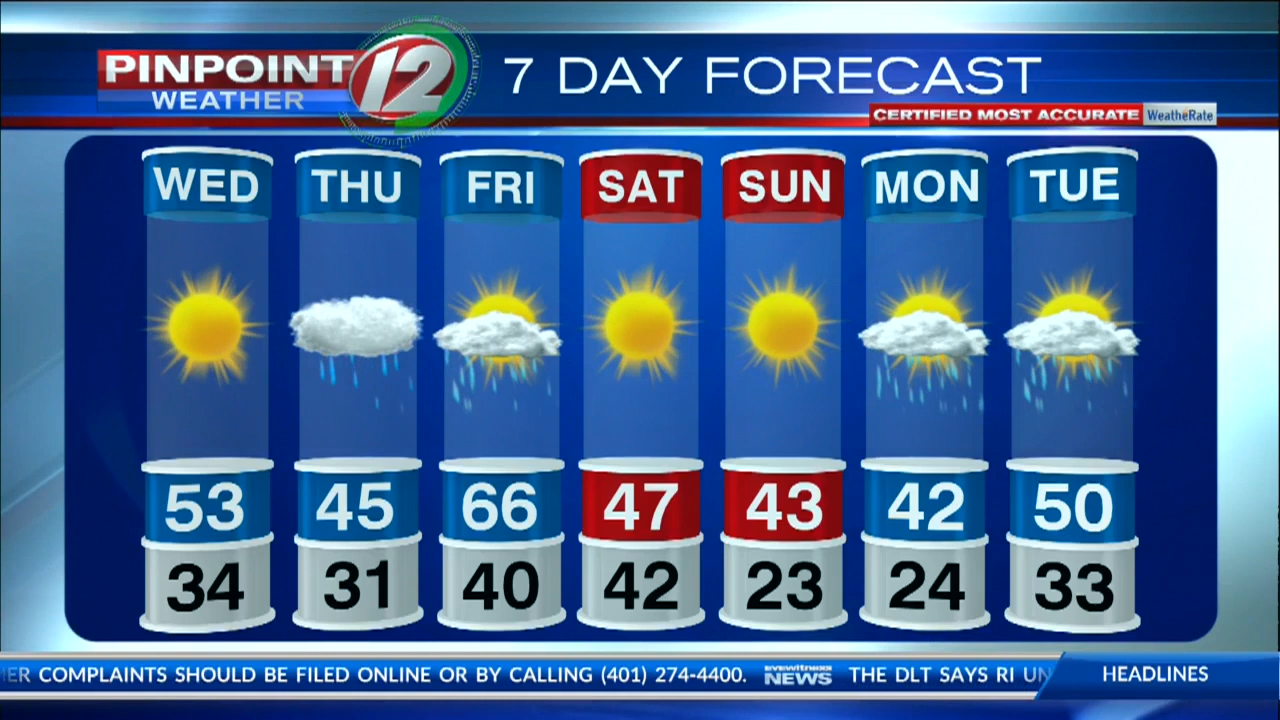 PINPOINT 12
WEATHER
7 DAY FORECAST
CERTIFIED MOST ACCURATE WeatheRate
WED THU FRI SAT SUN MON TUE
53 45 66 47 43 42 50
34 31 40 42 23 24 33
ER COMPLAINTS SHOULD BE FILED ONLINE OR BY CALLING (401) 274-4400. EYEWITNESS NEWS THE DLT SAYS RI UN HEADLINES